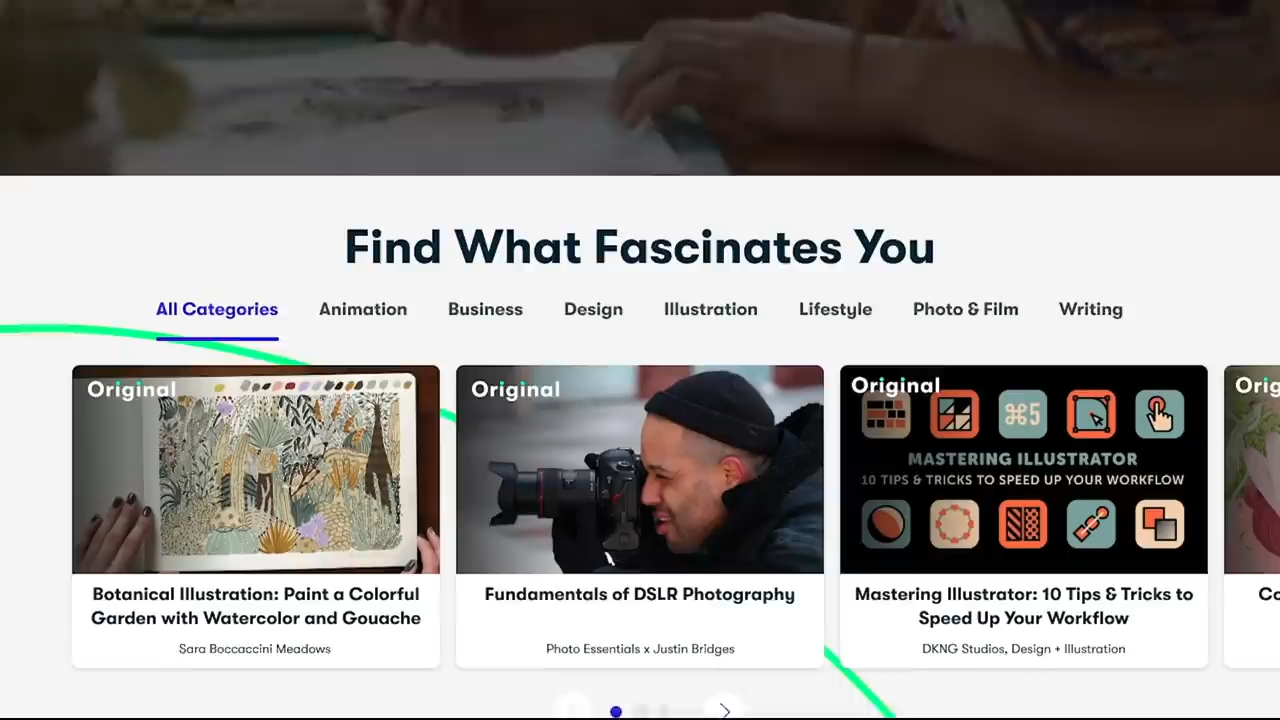 Find What Fascinates You
All Categories
Animation
Business
Design
Illustration
Lifestyle
Photo & Film
Writing
Original
Botanical Illustration: Paint a Colorful
Garden with Watercolor and Gouache
Sara Boccaccini Meadows
Original
Fundamentals of DSLR Photography
Photo Essentials x Justin Bridges
Original
⌘5
MASTERING ILLUSTRATOR
10 TIPS & TRICKS TO SPEED UP YOUR WORKFLOW
Mastering Illustrator: 10 Tips & Tricks to
Speed Up Your Workflow
DKNG Studios, Design + Illustration
Orig
Co